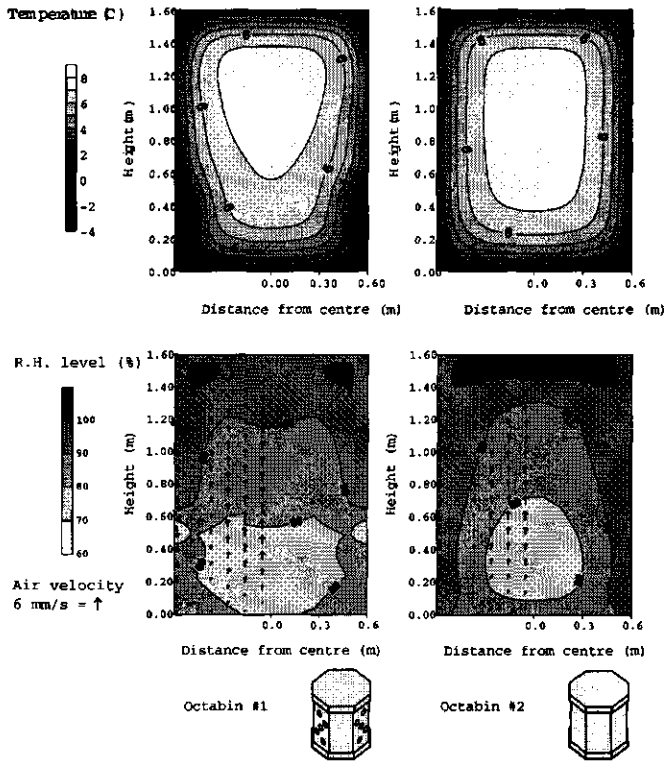 Temperature (C)
8
6
4
2
0
-2
-4
Height (m)
1.60
1.40
1.20
1.00
0.80
0.60
0.40
0.20
0.00
0.00 0.30 0.60
Distance from centre (m)
Height (m)
1.60
1.40
1.20
1.00
0.80
0.60
0.40
0.20
0.00
0.0 0.3 0.6
Distance from centre (m)
R.H. level (%)
100
90
80
70
60
Air velocity
6 mm/s = ↑
Height (m)
1.60
1.40
1.20
1.00
0.80
0.60
0.40
0.20
0.00
0.0 0.3 0.6
Distance from centre (m)
Height (m)
1.60
1.40
1.20
1.00
0.80
0.60
0.40
0.20
0.00
0.0 0.3 0.6
Distance from centre (m)
Octabin #1
Octabin #2